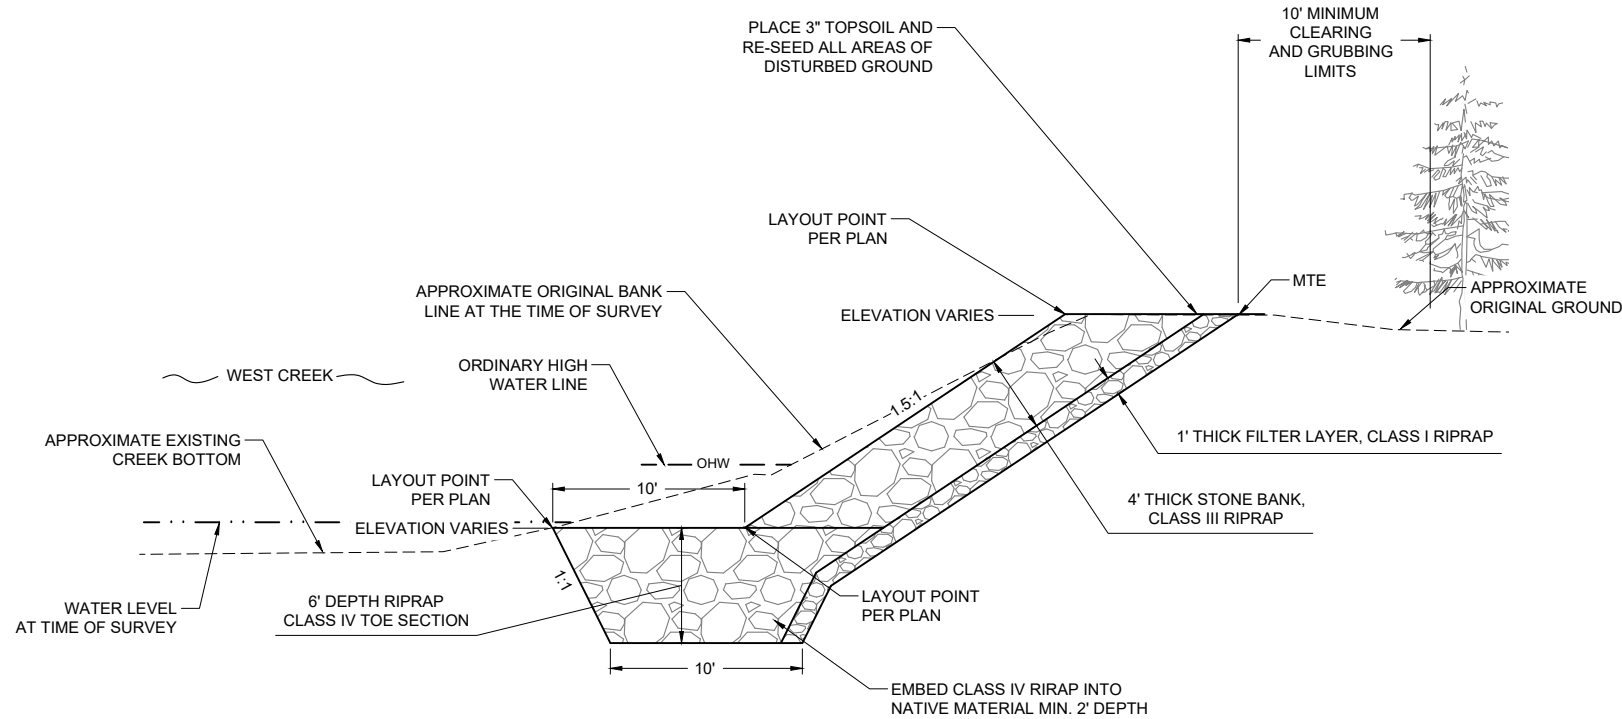 PLACE 3" TOPSOIL AND
RE-SEED ALL AREAS OF
DISTURBED GROUND
10' MINIMUM
CLEARING
AND GRUBBING
LIMITS
LAYOUT POINT
PER PLAN
MTE
APPROXIMATE
ORIGINAL GROUND
APPROXIMATE ORIGINAL BANK
LINE AT THE TIME OF SURVEY
ELEVATION VARIES
ORDINARY HIGH
WATER LINE
WEST CREEK
1.5:1
APPROXIMATE EXISTING
CREEK BOTTOM
1' THICK FILTER LAYER, CLASS I RIPRAP
OHW
LAYOUT POINT
PER PLAN
10'
4' THICK STONE BANK,
CLASS III RIPRAP
ELEVATION VARIES
1:1
WATER LEVEL
AT TIME OF SURVEY
6' DEPTH RIPRAP
CLASS IV TOE SECTION
LAYOUT POINT
PER PLAN
10'
EMBED CLASS IV RIRAP INTO
NATIVE MATERIAL MIN. 2' DEPTH